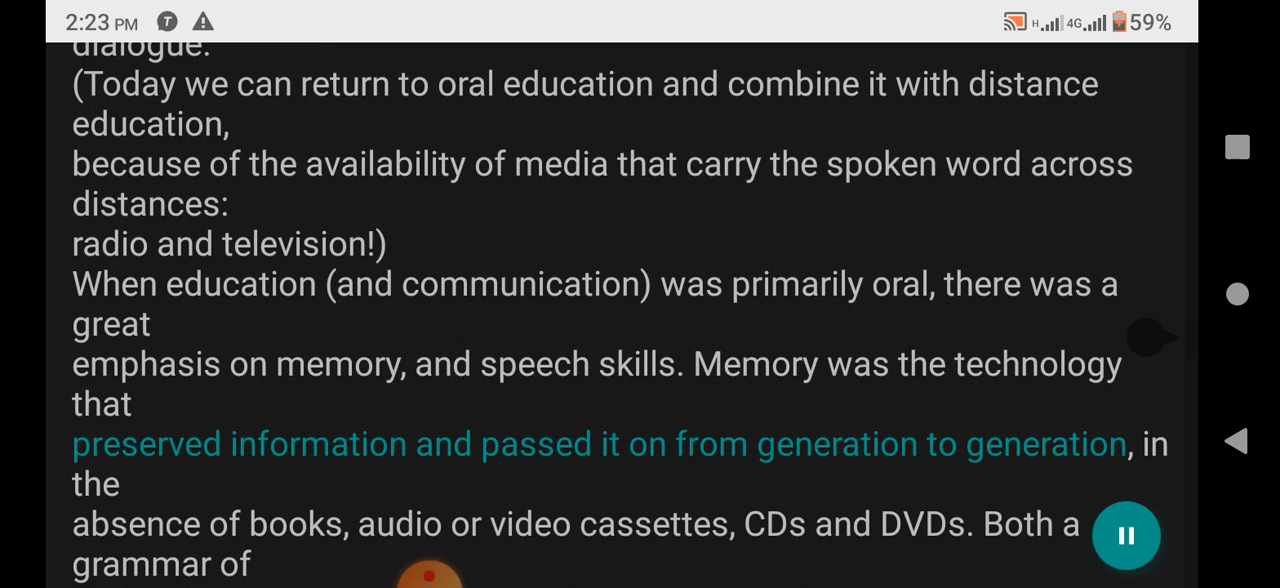 2:23 PM
H 4G 59%
dialogue.
(Today we can return to oral education and combine it with distance
education,
because of the availability of media that carry the spoken word across
distances:
radio and television!)
When education (and communication) was primarily oral, there was a
great
emphasis on memory, and speech skills. Memory was the technology
that
preserved information and passed it on from generation to generation, in
the
absence of books, audio or video cassettes, CDs and DVDs. Both a
grammar of